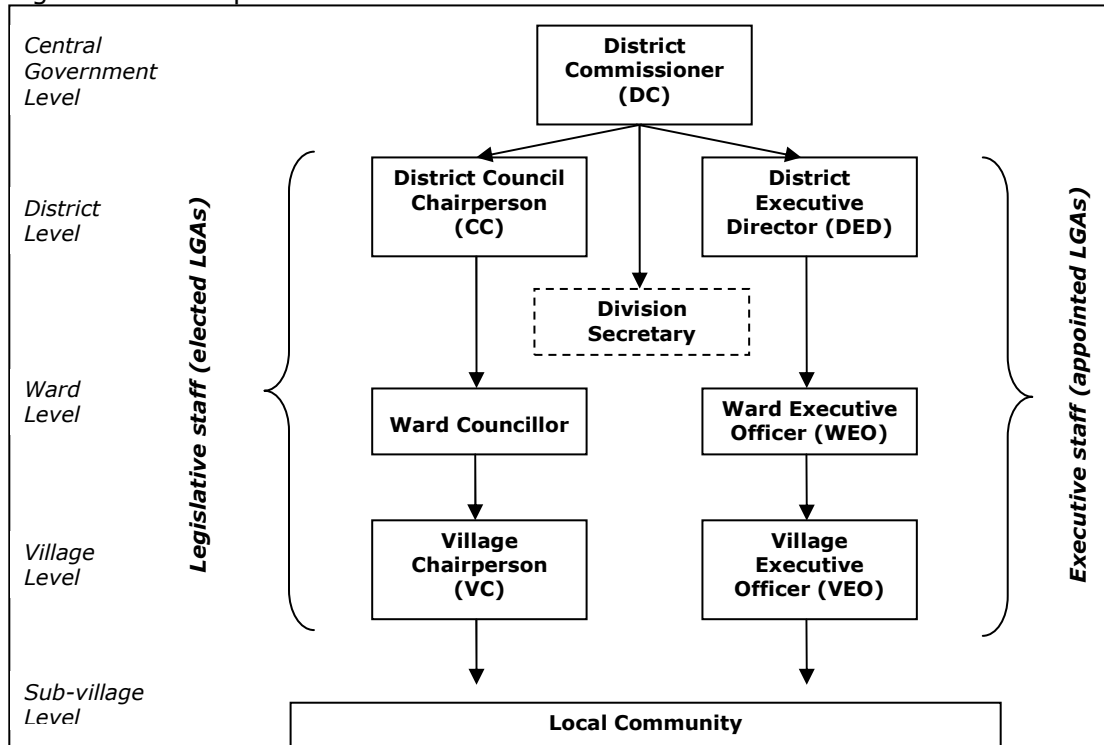 Central
Government
Level
District
Commissioner
(DC)
District
Level
Legislative staff (elected LGAs)
District Council
Chairperson
(CC)
District
Executive
Director (DED)
Executive staff (appointed LGAs)
Division
Secretary
Ward
Level
Ward Councillor
Ward Executive
Officer (WEO)
Village
Level
Village
Chairperson
(VC)
Village
Executive
Officer (VEO)
Sub-village
Level
Local Community